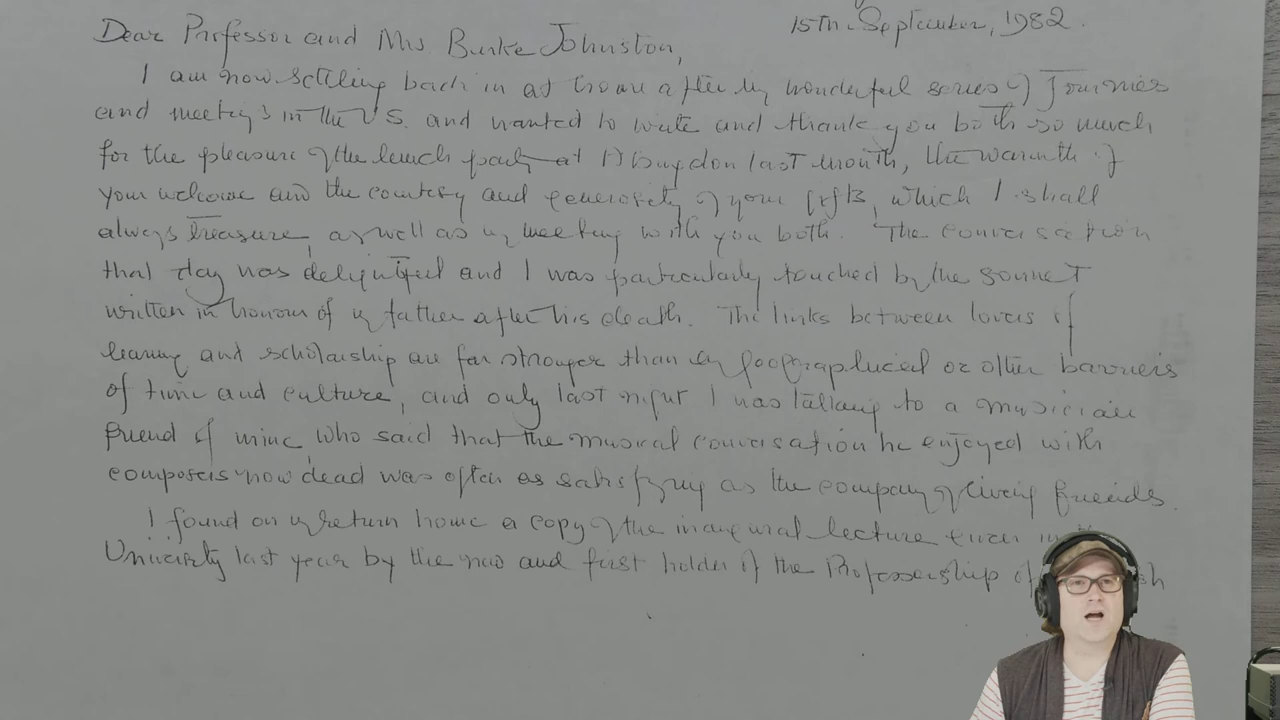 15th September, 1982.
Dear Professor and Mrs Burke Johnston,
I am now settling back in at home after my wonderful series of Journies
and meetings in the U.S. and wanted to write and thank you both so much
for the pleasure of the lunch party at Abingdon last month, the warmth of
your welcome and the courtesy and generosity of your gifts, which I shall
always treasure, as well as my meeting with you both. The conversation
that day was delightful and I was particularly touched by the sonnet
written in honour of my father after his death. The links between lovers of
learning and scholarship are far stronger than any geographical or other barriers
of time and culture, and only last night I was talking to a musician
friend of mine who said that the musical conversation he enjoyed with
composers now dead was often as satisfying as the company of living friends.
I found on my return home a copy of the inaugural lecture given in
University last year by the new and first holder of the Professorship of